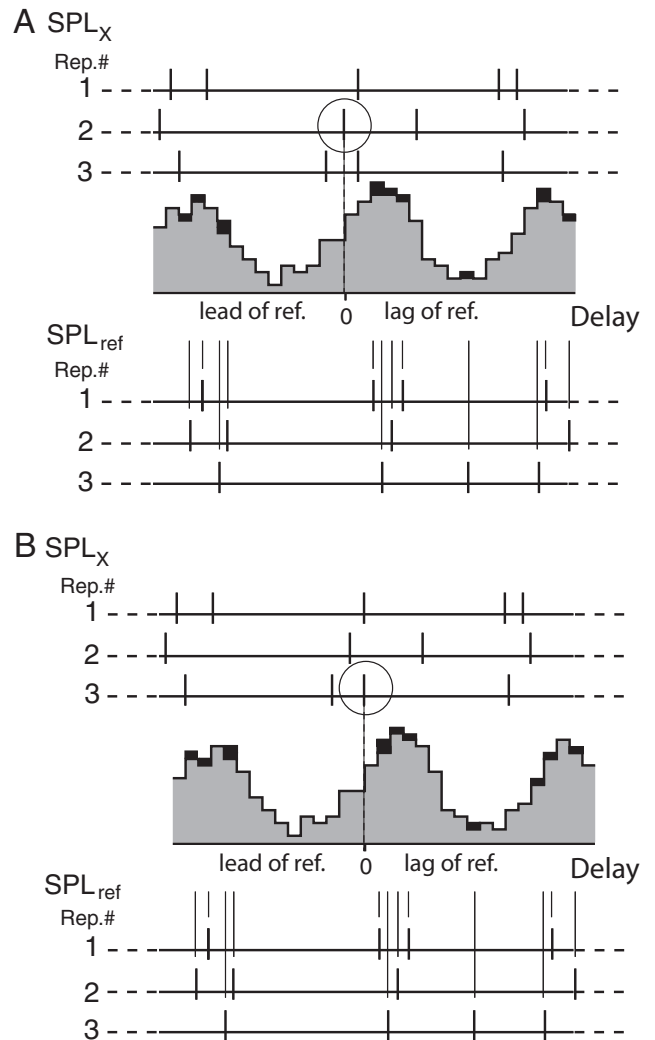 A SPLX
Rep.#
1
2
3
lead of ref. 0 lag of ref. Delay
SPLref
Rep.#
1
2
3
B SPLX
Rep.#
1
2
3
lead of ref. 0 lag of ref. Delay
SPLref
Rep.#
1
2
3